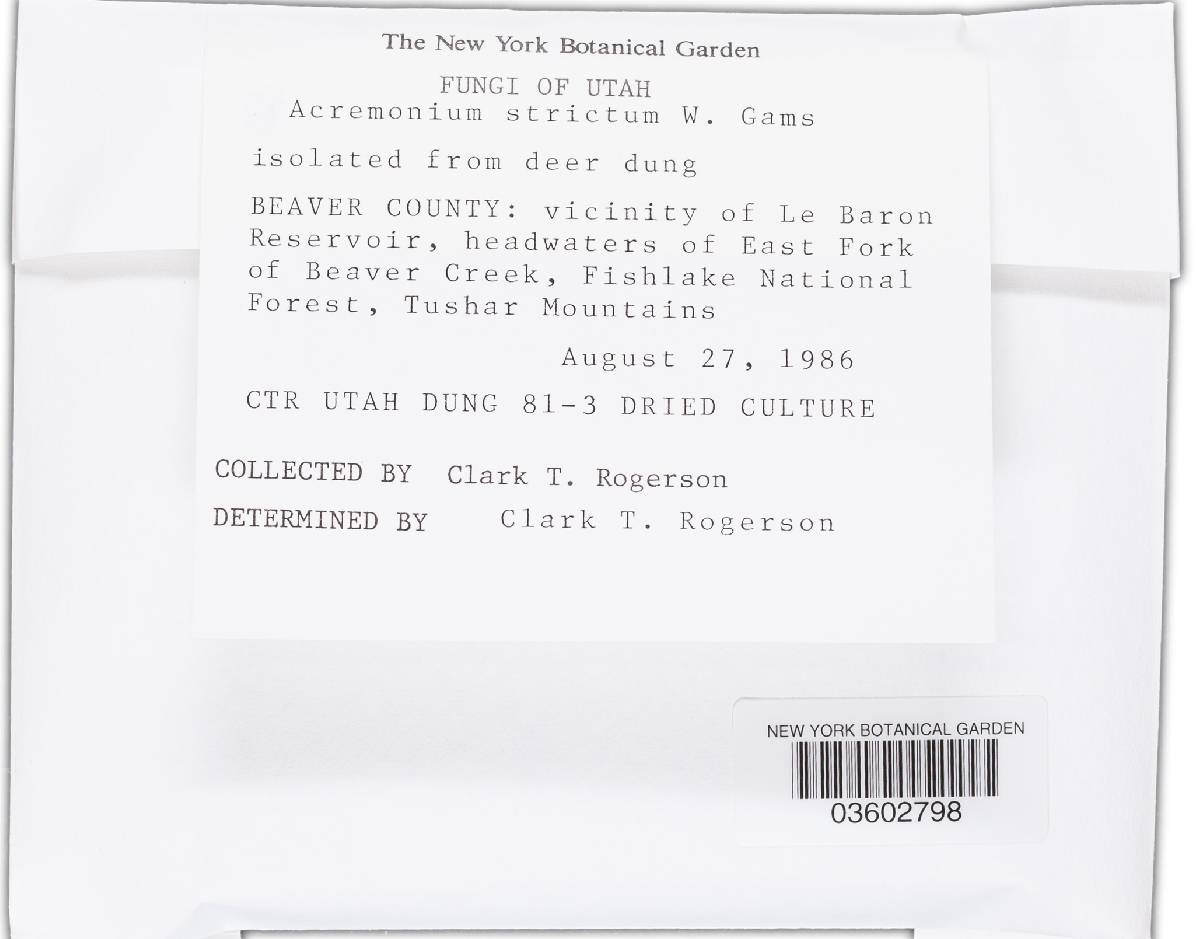 The New York Botanical Garden
FUNGI OF UTAH
Acremonium strictum W. Gams
isolated from deer dung
BEAVER COUNTY: vicinity of Le Baron
Reservoir, headwaters of East Fork
of Beaver Creek, Fishlake National
Forest, Tushar Mountains
August 27, 1986
CTR UTAH DUNG 81-3 DRIED CULTURE
COLLECTED BY Clark T. Rogerson
DETERMINED BY Clark T. Rogerson
NEW YORK BOTANICAL GARDEN
03602798